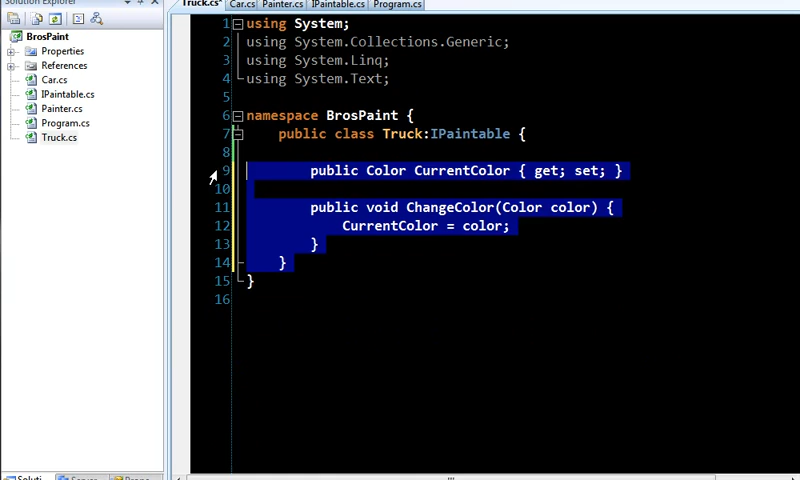 Solution Explorer
Truck.cs* Car.cs Painter.cs* IPaintable.cs* Program.cs
BrosPaint
Properties
References
Car.cs
IPaintable.cs
Painter.cs
Program.cs
Truck.cs
1 using System;
2 using System.Collections.Generic;
3 using System.Linq;
4 using System.Text;
5
6 namespace BrosPaint {
7 public class Truck:IPaintable {
8
9 public Color CurrentColor { get; set; }
10
11 public void ChangeColor(Color color) {
12 CurrentColor = color;
13 }
14 }
15 }
16
Soluti...